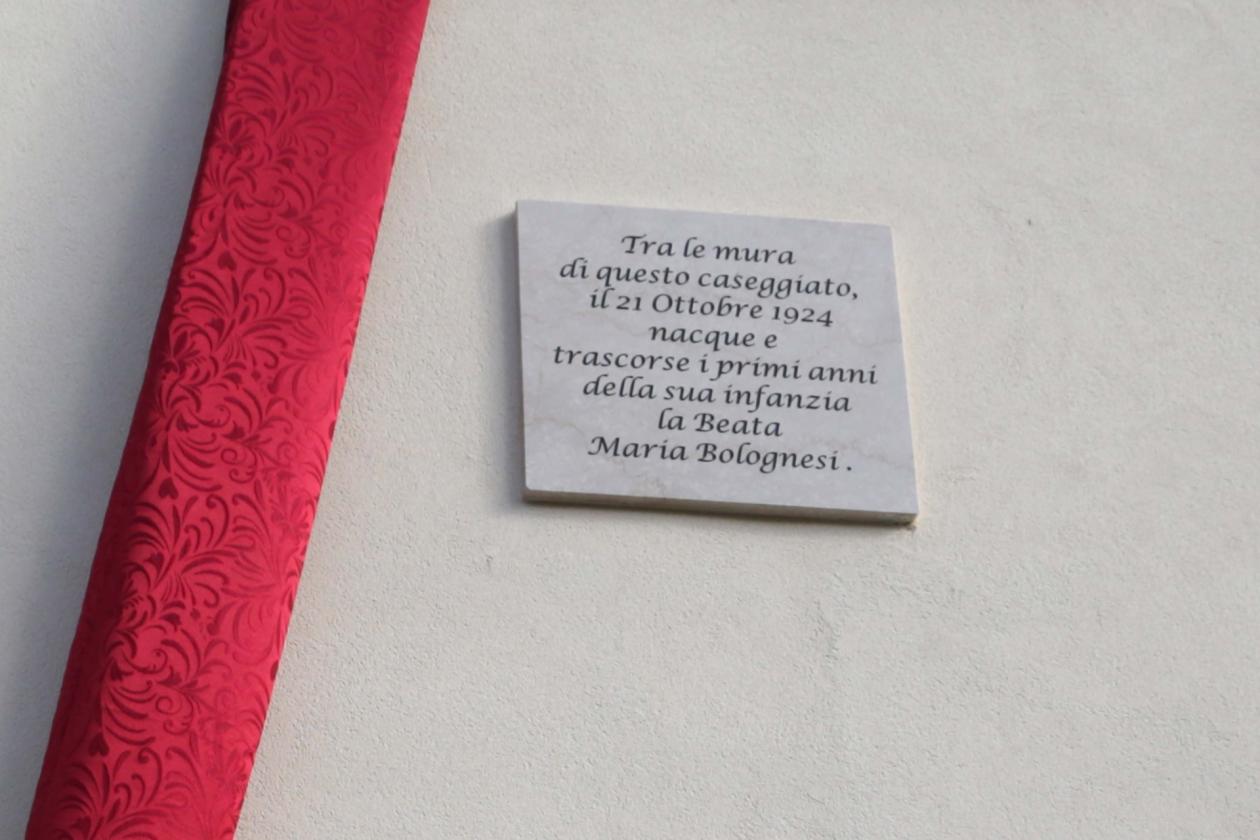 Tra le mura
di questo caseggiato,
il 21 Ottobre 1924
nacque e
trascorse i primi anni
della sua infanzia
la Beata
Maria Bolognesi .